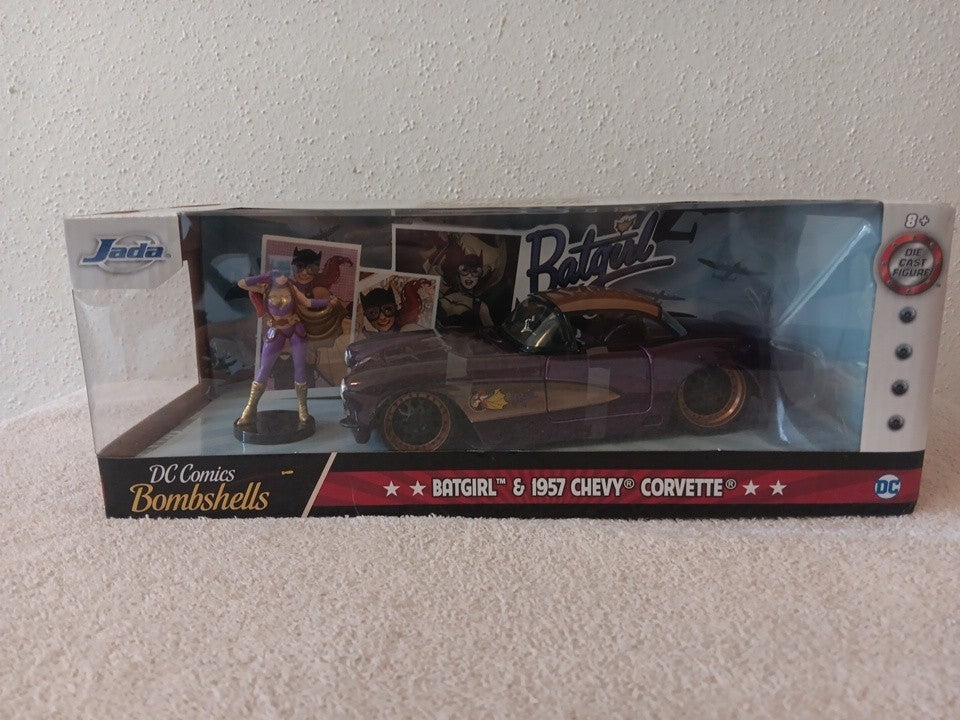 Jada
Batgirl
8+
DIE
CAST
FIGURE
DC Comics
Bombshells
BATGIRL™ & 1957 CHEVY® CORVETTE®
DC